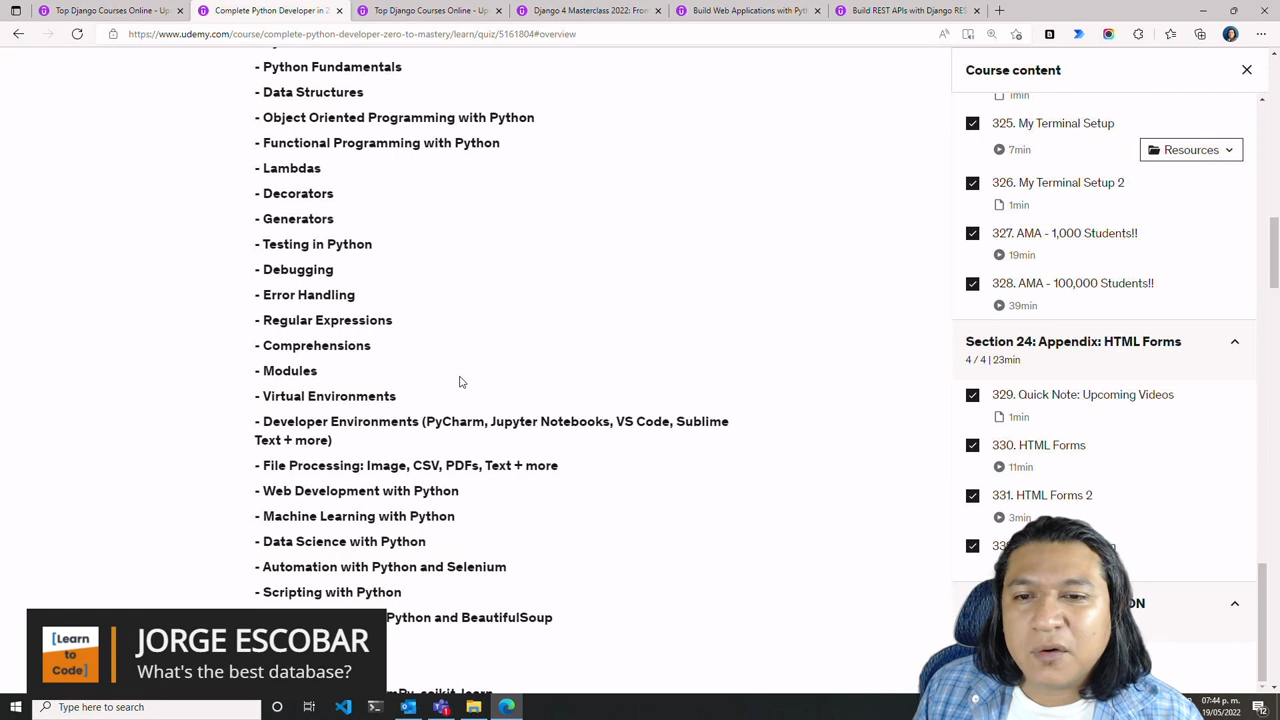 Top Django Courses Online - Up
Complete Python Developer in 2
Top Django Courses Online - Up
Django 4 Masterclass 2022: From
Build Web Applications with Pyth
Build REST APIs with Django RES
https://www.udemy.com/course/complete-python-developer-zero-to-mastery/learn/quiz/5161804#overview
- Python Fundamentals
- Data Structures
- Object Oriented Programming with Python
- Functional Programming with Python
- Lambdas
- Decorators
- Generators
- Testing in Python
- Debugging
- Error Handling
- Regular Expressions
- Comprehensions
- Modules
- Virtual Environments
- Developer Environments (PyCharm, Jupyter Notebooks, VS Code, Sublime
Text + more)
- File Processing: Image, CSV, PDFs, Text + more
- Web Development with Python
- Machine Learning with Python
- Data Science with Python
- Automation with Python and Selenium
- Scripting with Python
Python and BeautifulSoup
Course content
1min
325. My Terminal Setup
7min
Resources
326. My Terminal Setup 2
1min
327. AMA - 1,000 Students!!
19min
328. AMA - 100,000 Students!!
39min
Section 24: Appendix: HTML Forms
4 / 4 | 23min
329. Quick Note: Upcoming Videos
1min
330. HTML Forms
11min
331. HTML Forms 2
3min
[Learn
to
Code]
JORGE ESCOBAR
What's the best database?
Type here to search
07:44 p. m.
19/05/2022
12